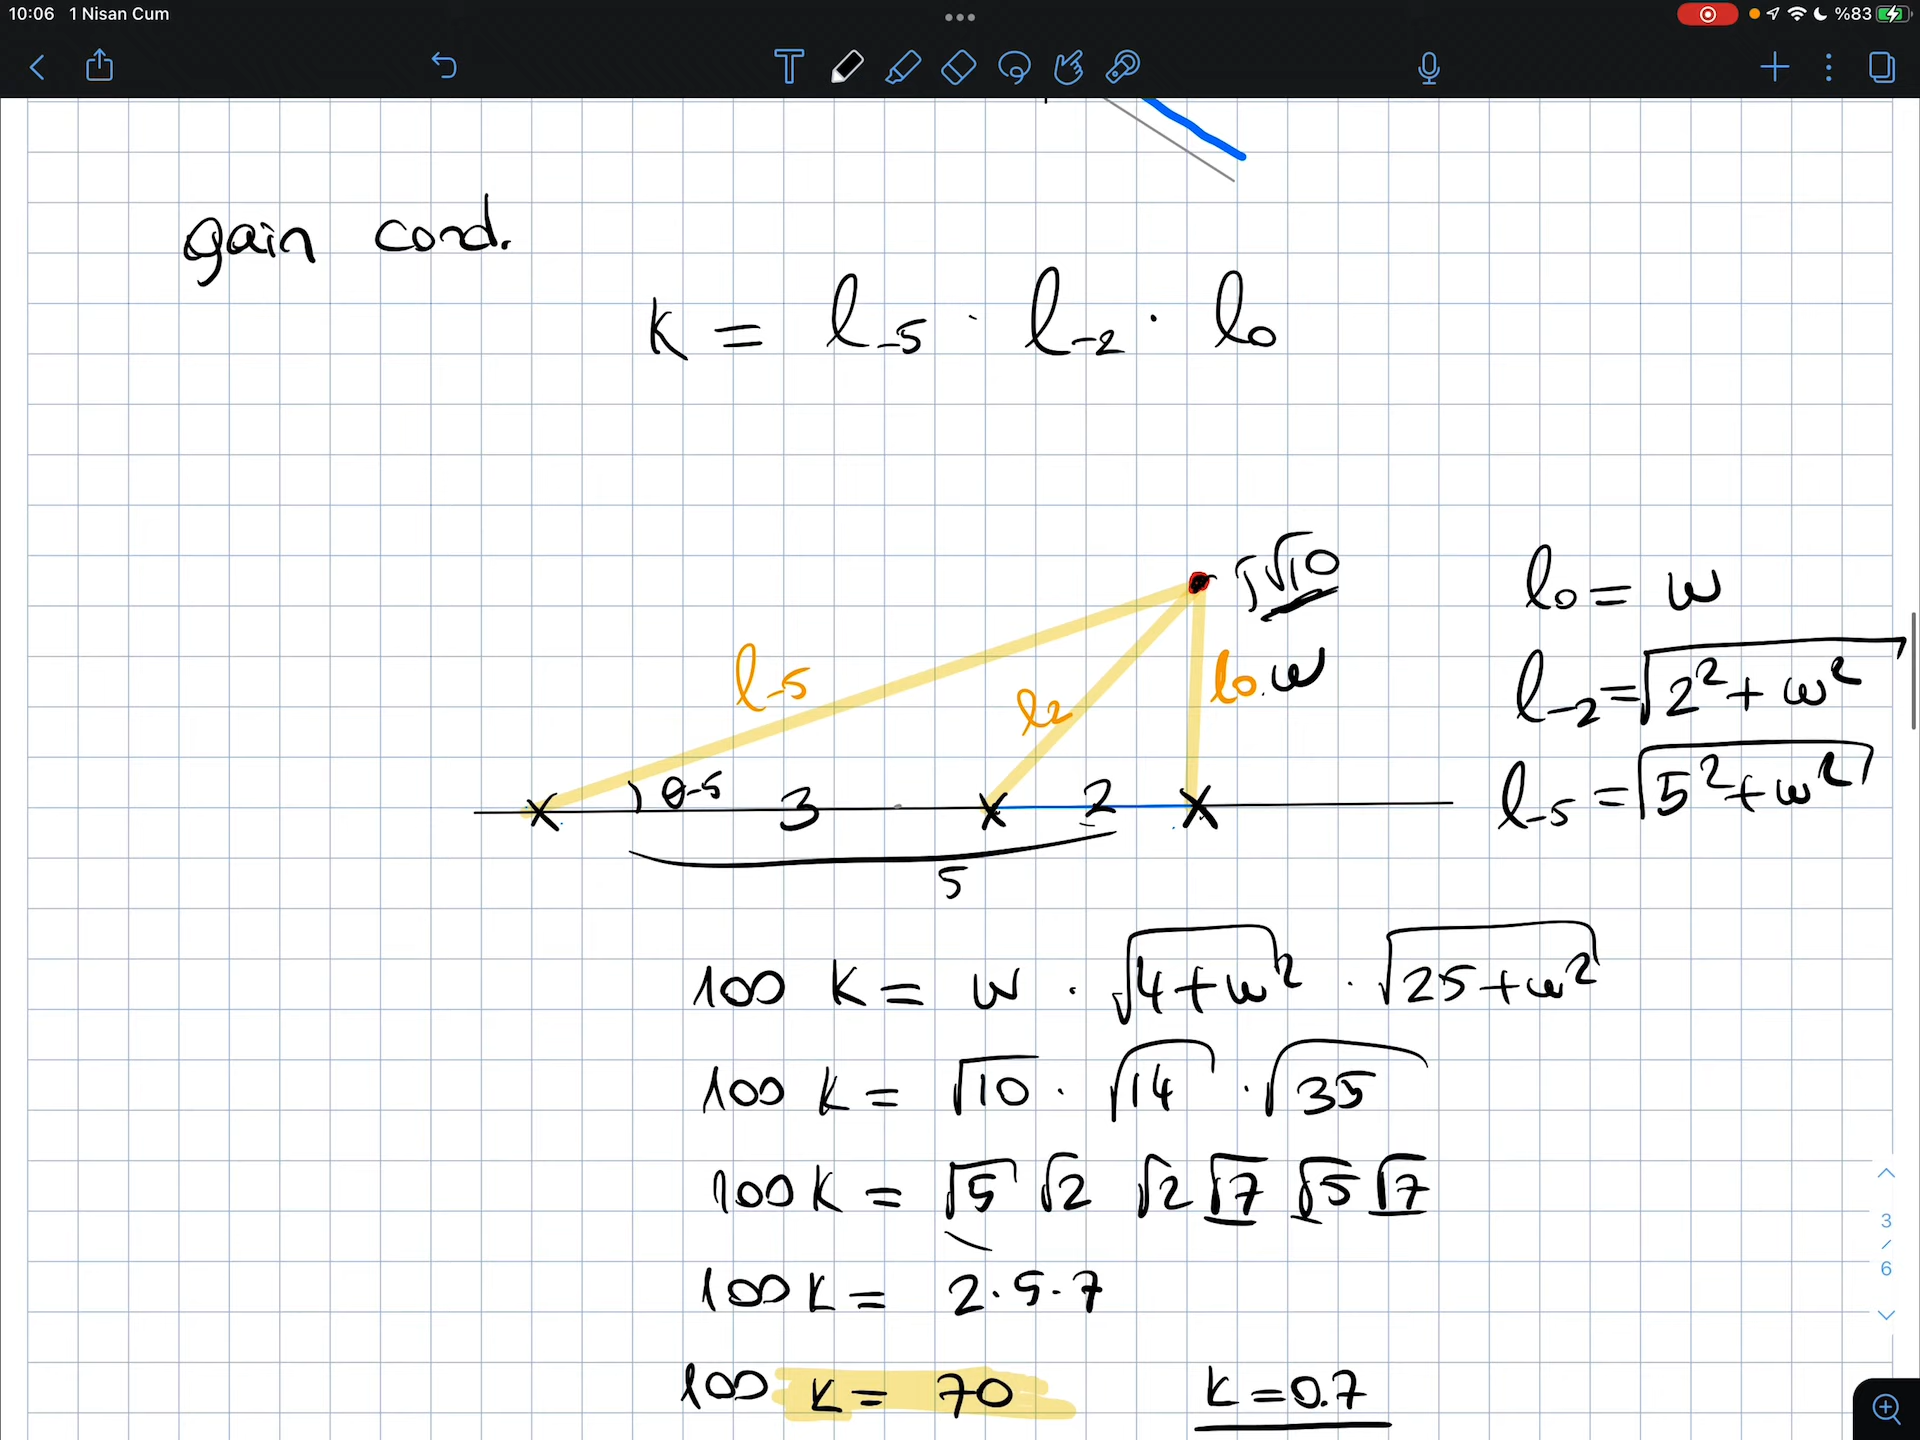 10:06 1 Nisan Cum
%83
gain cond.
K = l₋₅ · l₋₂ · l₀
j√10
l₀ = w
l₋₅
l₂
l₀.w
l₋₂ = √2² + w²
θ-5
3
2
l₋₅ = √5² + w²
5
100 K = w · √4+w² · √25+w²
100 K = √10 · √14 · √35
100 K = √5 √2 √2 √7 √5 √7
3
/
6
100 K = 2.5.7
100 K = 70 K = 0.7